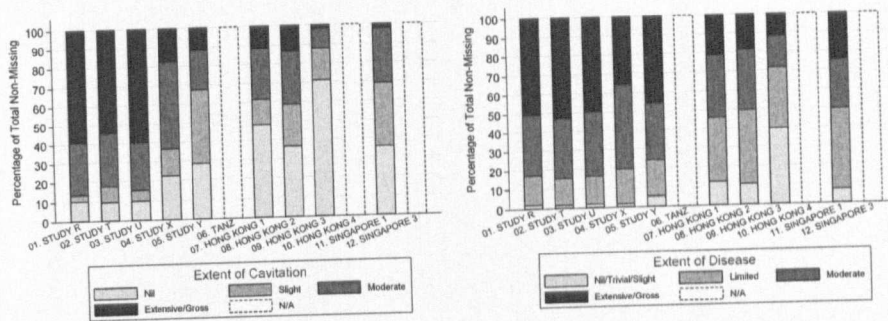 Percentage of Total Non-Missing
100
90
80
70
60
50
40
30
20
10
0
01. STUDY R
02. STUDY T
03. STUDY U
04. STUDY X
05. STUDY Y
06. TANZ
07. HONG KONG 1
08. HONG KONG 2
09. HONG KONG 3
10. HONG KONG 4
11. SINGAPORE 1
12. SINGAPORE 3
Extent of Cavitation
Nil Slight Moderate
Extensive/Gross N/A
Percentage of Total Non-Missing
100
90
80
70
60
50
40
30
20
10
0
01. STUDY R
02. STUDY T
03. STUDY U
04. STUDY X
05. STUDY Y
06. TANZ
07. HONG KONG 1
08. HONG KONG 2
09. HONG KONG 3
10. HONG KONG 4
11. SINGAPORE 1
12. SINGAPORE 3
Extent of Disease
Nil/Trivial/Slight Limited Moderate
Extensive/Gross N/A